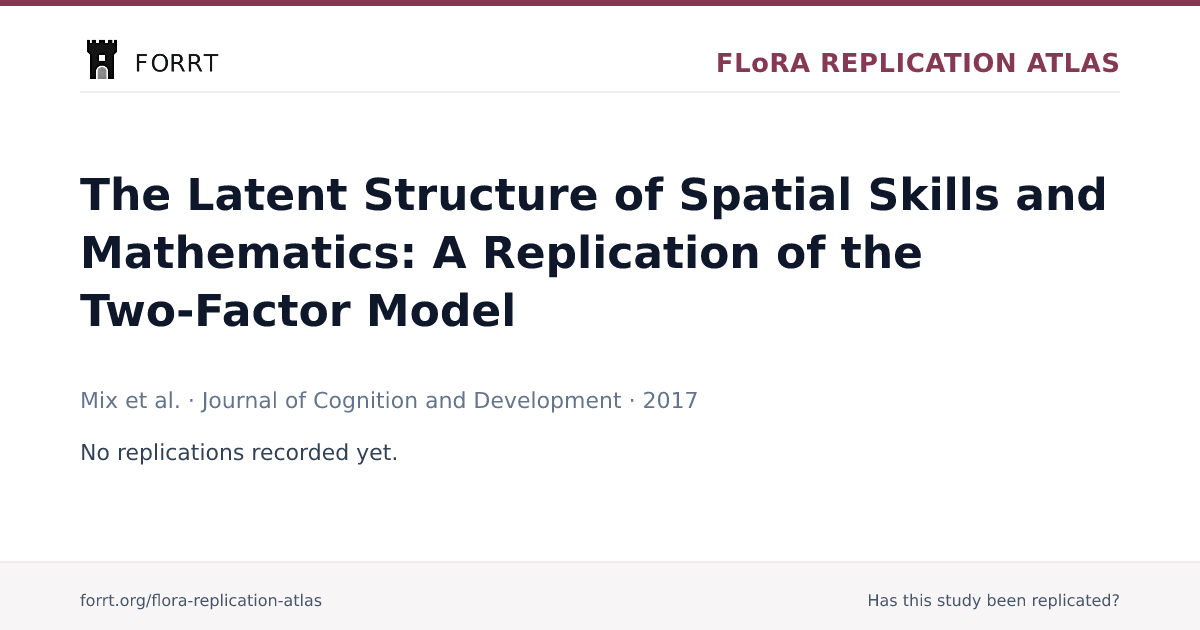 FORRT
FLoRA REPLICATION ATLAS
The Latent Structure of Spatial Skills and
Mathematics: A Replication of the
Two-Factor Model
Mix et al. · Journal of Cognition and Development · 2017
No replications recorded yet.
forrt.org/flora-replication-atlas
Has this study been replicated?